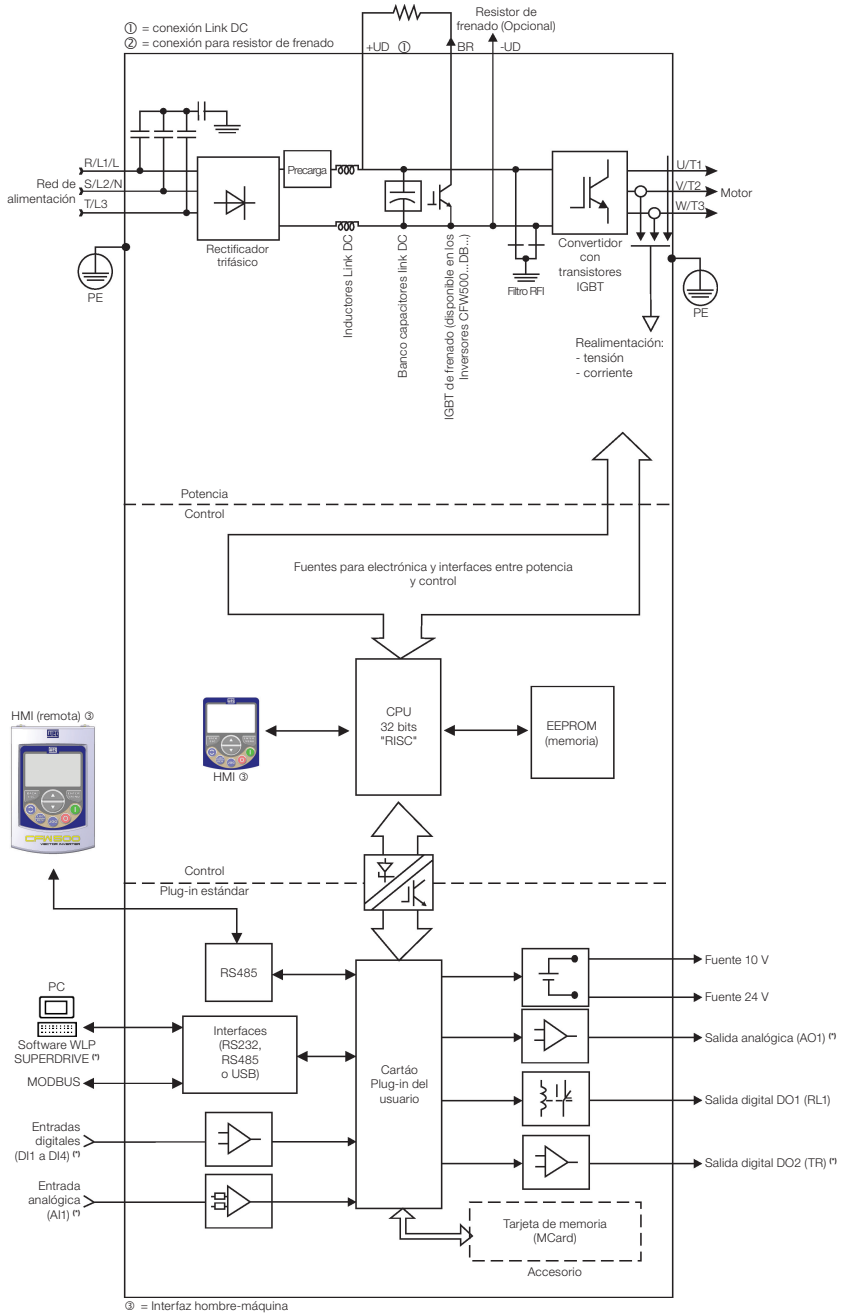 ① = conexión Link DC
② = conexión para resistor de frenado
Resistor de
frenado (Opcional)
+UD ①
BR
-UD
R/L1/L
S/L2/N
T/L3
Red de
alimentación
Precarga
Rectificador
trifásico
Inductores Link DC
Banco capacitores link DC
IGBT de frenado (disponible en los
Inversores CFW500...DB...)
Filtro RFI
Convertidor
con
transistores
IGBT
U/T1
V/T2
W/T3
Motor
PE
PE
Realimentación:
- tensión
- corriente
Potencia
Control
Fuentes para electrónica y interfaces entre potencia
y control
HMI (remota) ③
CFW500
HMI ③
CPU
32 bits
"RISC"
EEPROM
(memoria)
Control
Plug-in estándar
RS485
PC
Software WLP
SUPERDRIVE (*)
MODBUS
Interfaces
(RS232,
RS485
o USB)
Entradas
digitales
(DI1 a DI4) (*)
Entrada
analógica
(AI1) (*)
Cartáo
Plug-in del
usuario
Fuente 10 V
Fuente 24 V
Salida analógica (AO1) (*)
Salida digital DO1 (RL1)
Salida digital DO2 (TR) (*)
Tarjeta de memoria
(MCard)
Accesorio
③ = Interfaz hombre-máquina